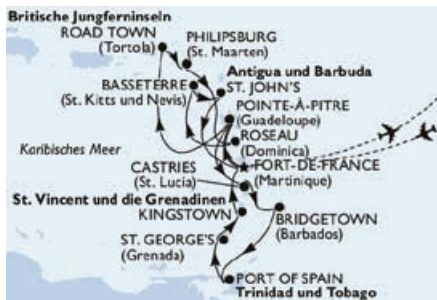 Britische Jungferninseln
ROAD TOWN
(Tortola)
PHILIPSBURG
(St. Maarten)
BASSETERRE
(St. Kitts und Nevis)
Antigua und Barbuda
ST. JOHN'S
POINTE-À-PITRE
(Guadeloupe)
ROSEAU
(Dominica)
Karibisches Meer
FORT-DE-FRANCE
(Martinique)
CASTRIES
(St. Lucia)
St. Vincent und die Grenadinen
KINGSTOWN
BRIDGETOWN
(Barbados)
ST. GEORGE'S
(Grenada)
PORT OF SPAIN
Trinidad und Tobago